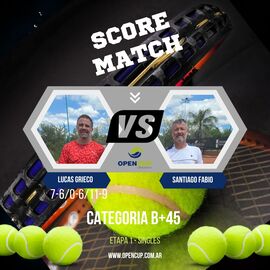 SCORE
MATCH
VS
OPENCUP
LUCAS GRIECO
SANTIAGO FABIO
7-6/0-6/11-9
CATEGORIA B+45
ETAPA 1 - SINGLES
WWW.OPENCUP.COM.AR